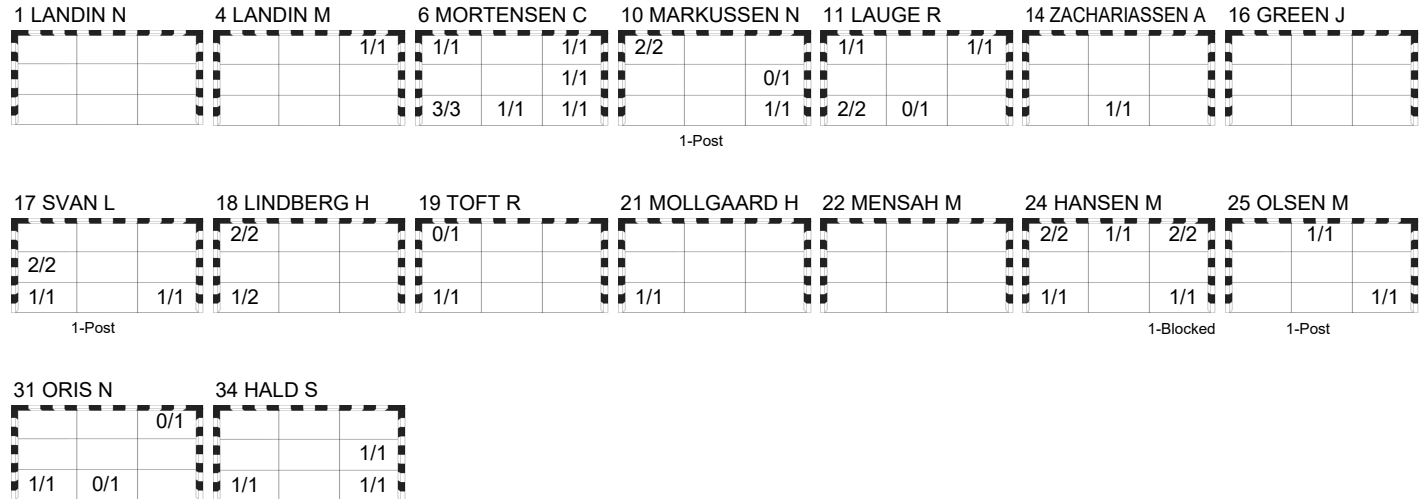 1 LANDIN N 4 LANDIN M 6 MORTENSEN C 10 MARKUSSEN N 11 LAUGE R 14 ZACHARIASSEN A 16 GREEN J
1/1 1/1 1/1 2/2 1/1 1/1
1/1 0/1
3/3 1/1 1/1 1/1 2/2 0/1 1/1
1-Post
17 SVAN L 18 LINDBERG H 19 TOFT R 21 MOLLGAARD H 22 MENSAH M 24 HANSEN M 25 OLSEN M
2/2 0/1 2/2 1/1 2/2 1/1
2/2
1/1 1/1 1/2 1/1 1/1 1/1 1/1 1/1
1-Post 1-Blocked 1-Post
31 ORIS N 34 HALD S
0/1
1/1
1/1 0/1 1/1 1/1